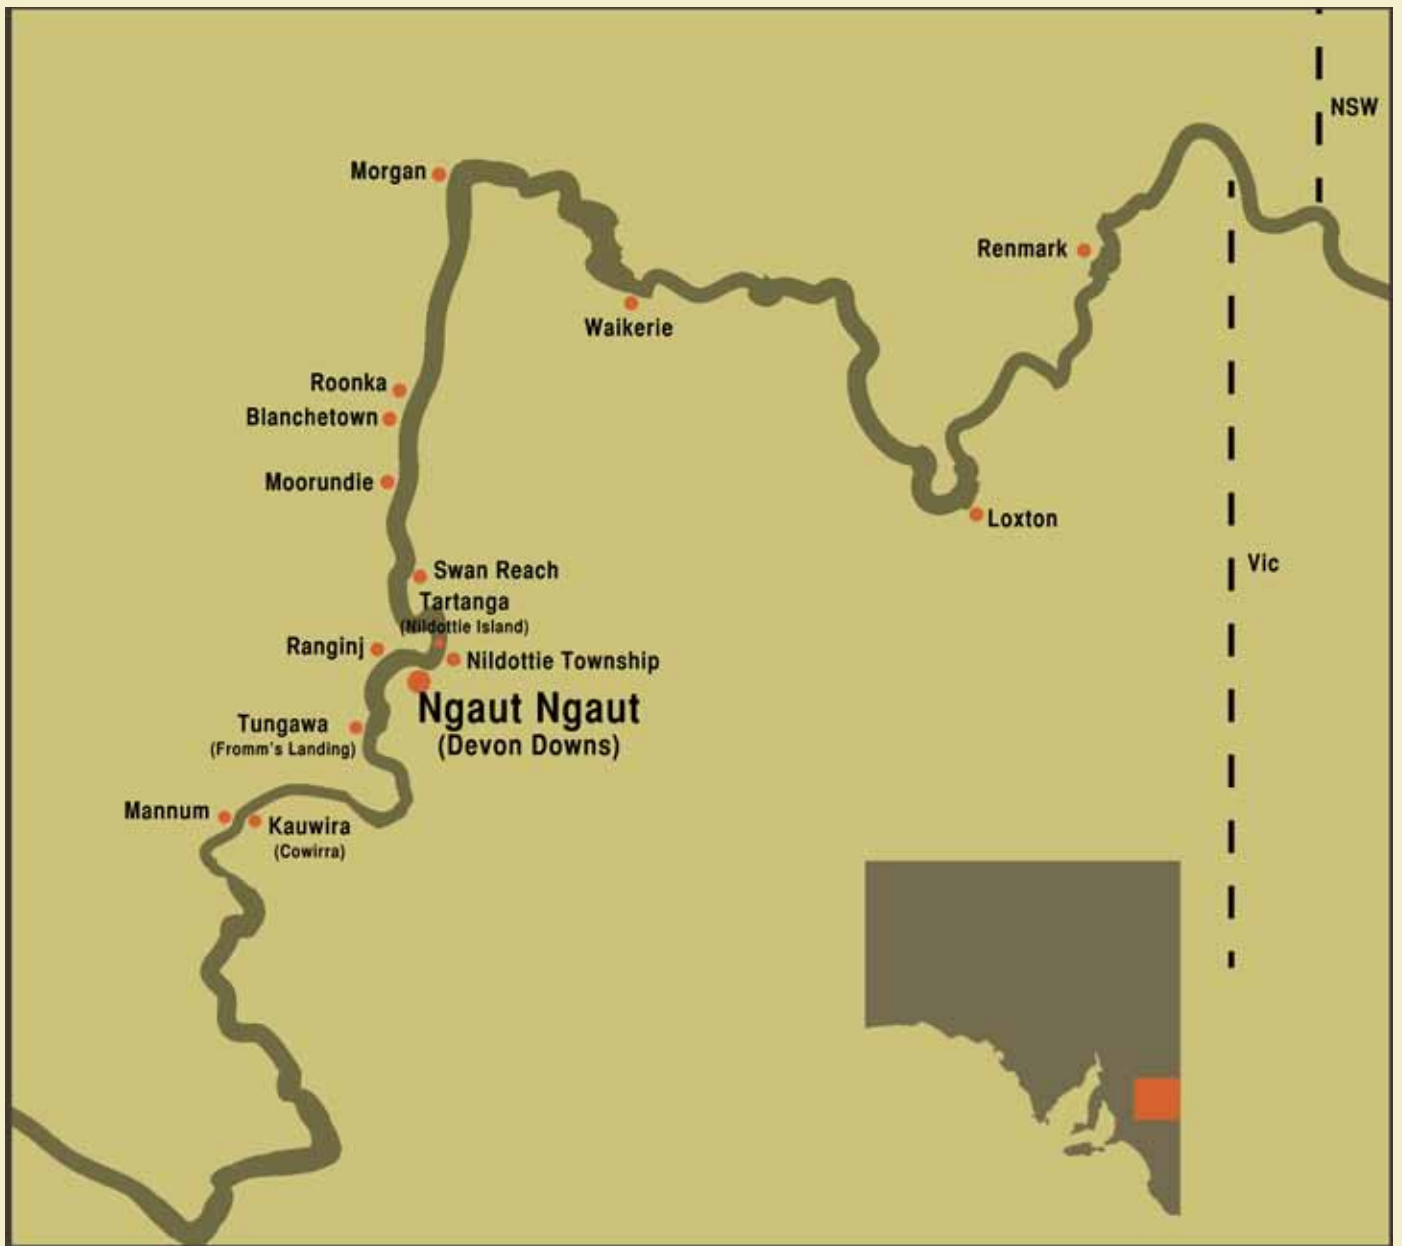 NSW
Morgan
Renmark
Waikerie
Roonka
Blanchetown
Moorundie
Loxton
Vic
Swan Reach
Tartanga
(Nildottie Island)
Ranginj
Nildottie Township
Ngaut Ngaut
(Devon Downs)
Tungawa
(Fromm's Landing)
Mannum
Kauwira
(Cowirra)